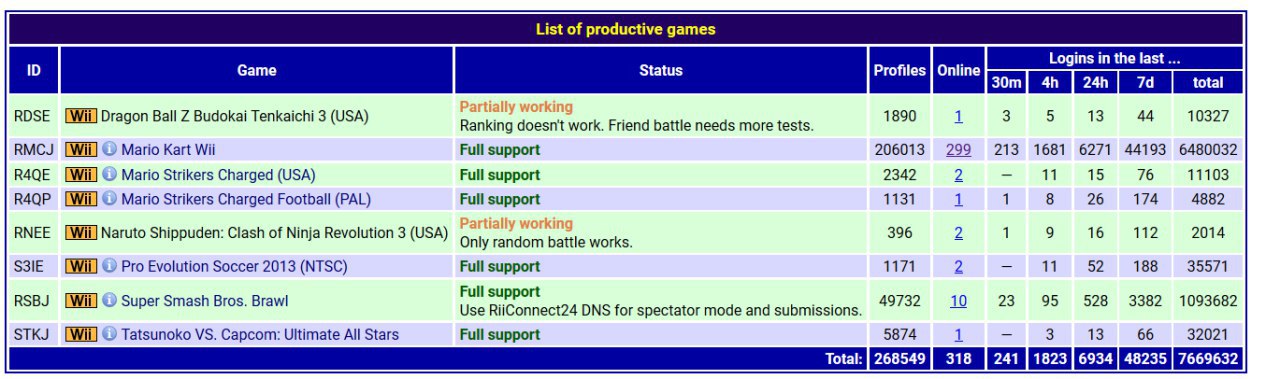 List of productive games
ID Game Status Profiles Online Logins in the last ...
30m 4h 24h 7d total
RDSE Wii Dragon Ball Z Budokai Tenkaichi 3 (USA) Partially working 1890 1 3 5 13 44 10327
Ranking doesn't work. Friend battle needs more tests.
RMCJ Wii i Mario Kart Wii Full support 206013 299 213 1681 6271 44193 6480032
R4QE Wii i Mario Strikers Charged (USA) Full support 2342 2 – 11 15 76 11103
R4QP Wii i Mario Strikers Charged Football (PAL) Full support 1131 1 1 8 26 174 4882
RNEE Wii Naruto Shippuden: Clash of Ninja Revolution 3 (USA) Partially working 396 2 1 9 16 112 2014
Only random battle works.
S3IE Wii i Pro Evolution Soccer 2013 (NTSC) Full support 1171 2 – 11 52 188 35571
RSBJ Wii i Super Smash Bros. Brawl Full support 49732 10 23 95 528 3382 1093682
Use RiiConnect24 DNS for spectator mode and submissions.
STKJ Wii i Tatsunoko VS. Capcom: Ultimate All Stars Full support 5874 1 – 3 13 66 32021
Total: 268549 318 241 1823 6934 48235 7669632